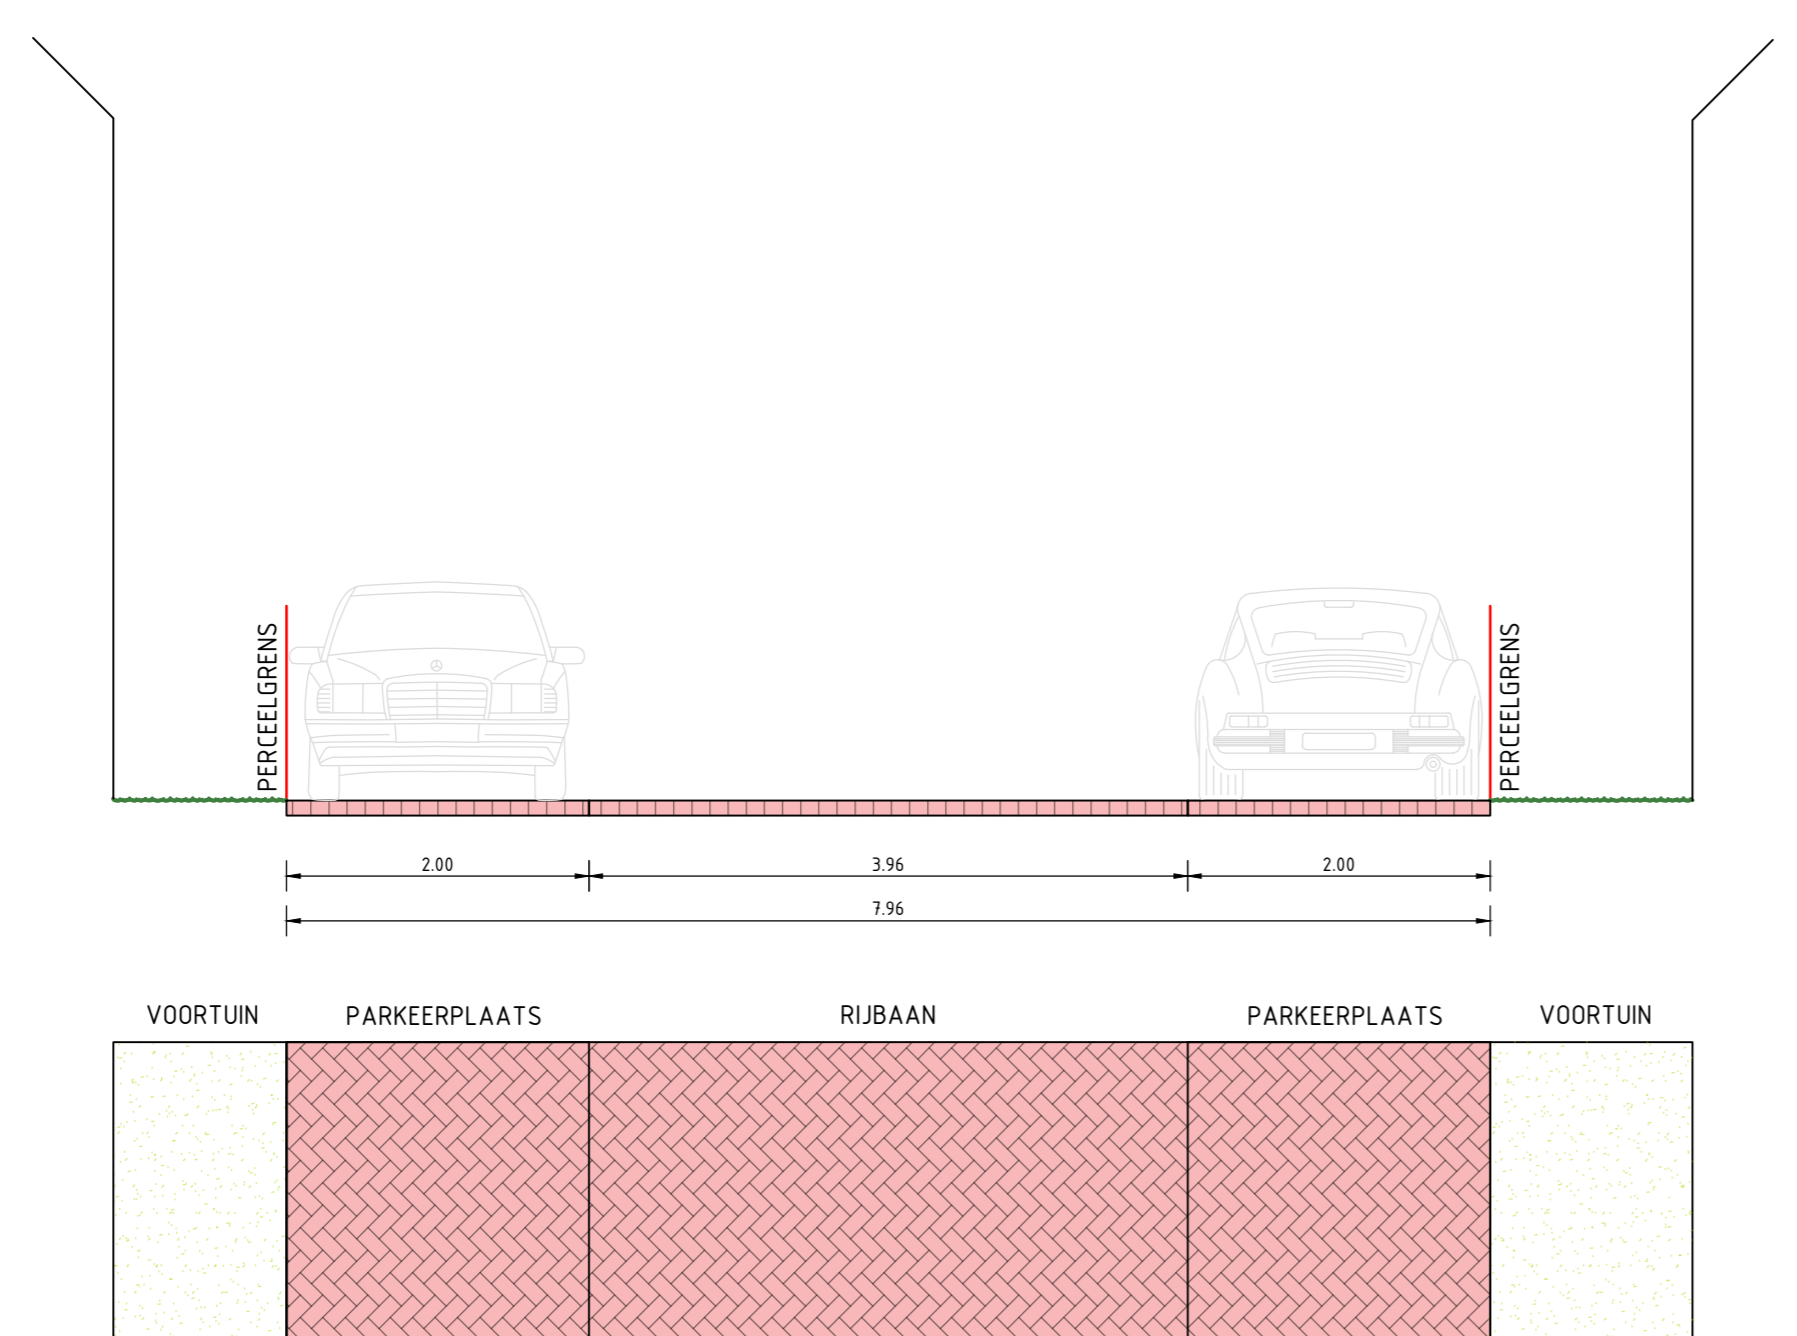 PERCEELGRENS
PERCEELGRENS
2.00
3.96
2.00
7.96
VOORTUIN
PARKEERPLAATS
RIJBAAN
PARKEERPLAATS
VOORTUIN